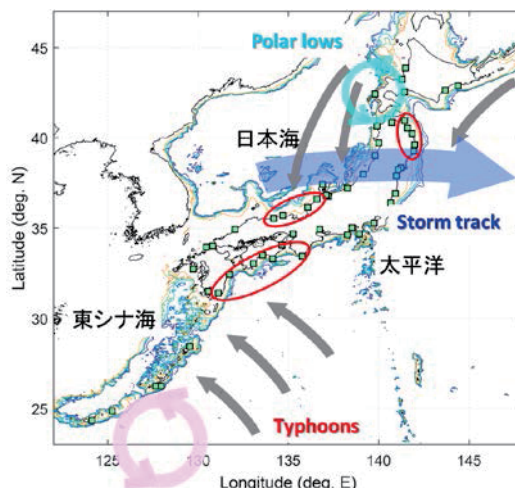 45
Polar lows
日本海
40
Storm track
Latitude (deg. N)
35
太平洋
東シナ海
30
Typhoons
25
125
130
135
140
145
Longitude (deg. E)